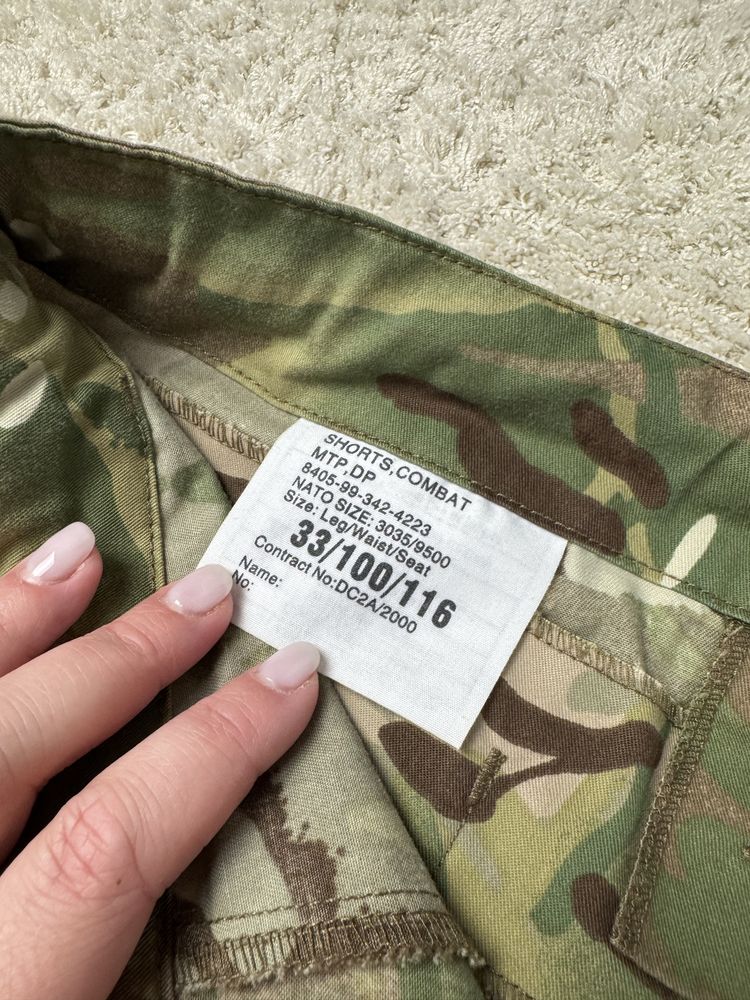 SHORTS,COMBAT
MTP,DP
8405-99-342-4223
NATO SIZE: 3035/9500
Size: Leg/Waist/Seat
33/100/116
Contract No:DC2A/2000
Name:
No: